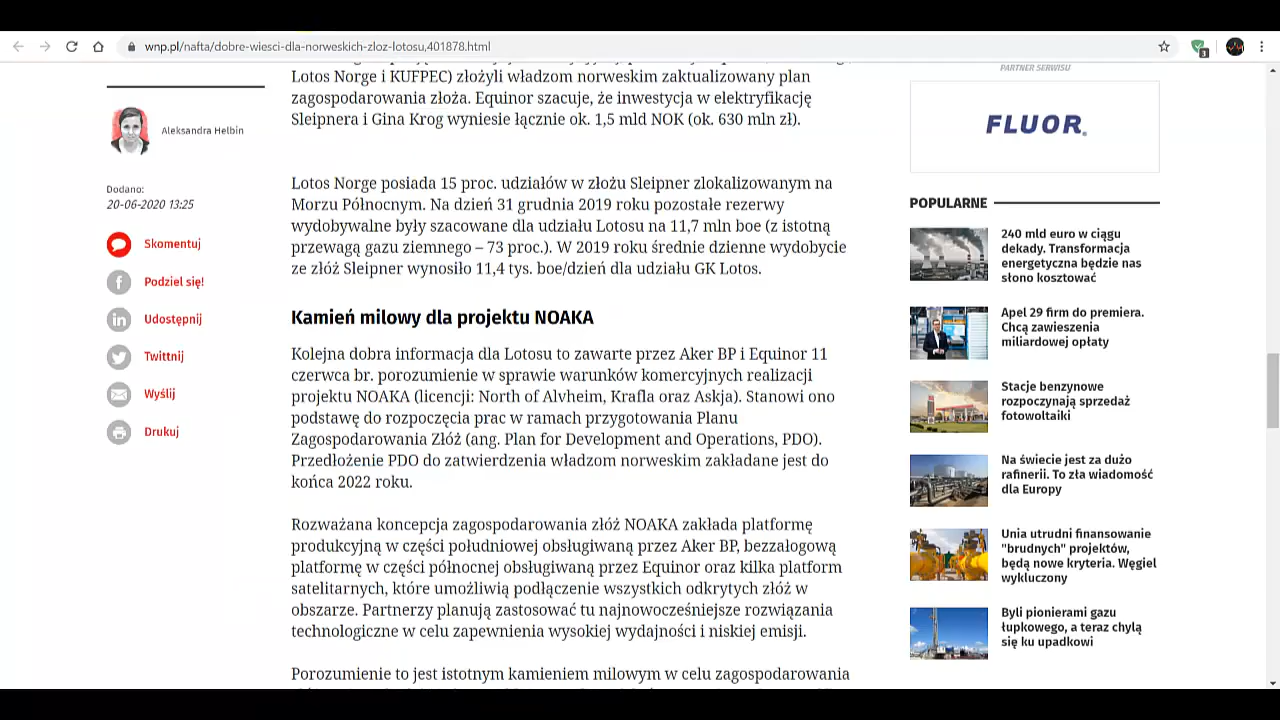 wnp.pl/nafta/dobre-wiesci-dla-norweskich-zloz-lotosu,401878.html
3
Lotos Norge i KUFPEC) złożyli władzom norweskim zaktualizowany plan
zagospodarowania złoża. Equinor szacuje, że inwestycja w elektryfikację
Sleipnera i Gina Krog wyniesie łącznie ok. 1,5 mld NOK (ok. 630 mln zł).
Aleksandra Helbin
Dodano:
20-06-2020 13:25
Skomentuj
Podziel się!
Udostępnij
Twittnij
Wyślij
Drukuj
Lotos Norge posiada 15 proc. udziałów w złożu Sleipner zlokalizowanym na
Morzu Północnym. Na dzień 31 grudnia 2019 roku pozostałe rezerwy
wydobywalne były szacowane dla udziału Lotosu na 11,7 mln boe (z istotną
przewagą gazu ziemnego – 73 proc.). W 2019 roku średnie dzienne wydobycie
ze złóż Sleipner wynosiło 11,4 tys. boe/dzień dla udziału GK Lotos.
Kamień milowy dla projektu NOAKA
Kolejna dobra informacja dla Lotosu to zawarte przez Aker BP i Equinor 11
czerwca br. porozumienie w sprawie warunków komercyjnych realizacji
projektu NOAKA (licencji: North of Alvheim, Krafla oraz Askja). Stanowi ono
podstawę do rozpoczęcia prac w ramach przygotowania Planu
Zagospodarowania Złóż (ang. Plan for Development and Operations, PDO).
Przedłożenie PDO do zatwierdzenia władzom norweskim zakładane jest do
końca 2022 roku.
Rozważana koncepcja zagospodarowania złóż NOAKA zakłada platformę
produkcyjną w części południowej obsługiwaną przez Aker BP, bezzałogową
platformę w części północnej obsługiwaną przez Equinor oraz kilka platform
satelitarnych, które umożliwią podłączenie wszystkich odkrytych złóż w
obszarze. Partnerzy planują zastosować tu najnowocześniejsze rozwiązania
technologiczne w celu zapewnienia wysokiej wydajności i niskiej emisji.
Porozumienie to jest istotnym kamieniem milowym w celu zagospodarowania
PARTNER SERWISU
FLUOR.
POPULARNE
240 mld euro w ciągu
dekady. Transformacja
energetyczna będzie nas
słono kosztować
Apel 29 firm do premiera.
Chcą zawieszenia
miliardowej opłaty
Stacje benzynowe
rozpoczynają sprzedaż
fotowoltaiki
Na świecie jest za dużo
rafinerii. To zła wiadomość
dla Europy
Unia utrudni finansowanie
"brudnych" projektów,
będą nowe kryteria. Węgiel
wykluczony
Byli pionierami gazu
łupkowego, a teraz chylą
się ku upadkowi